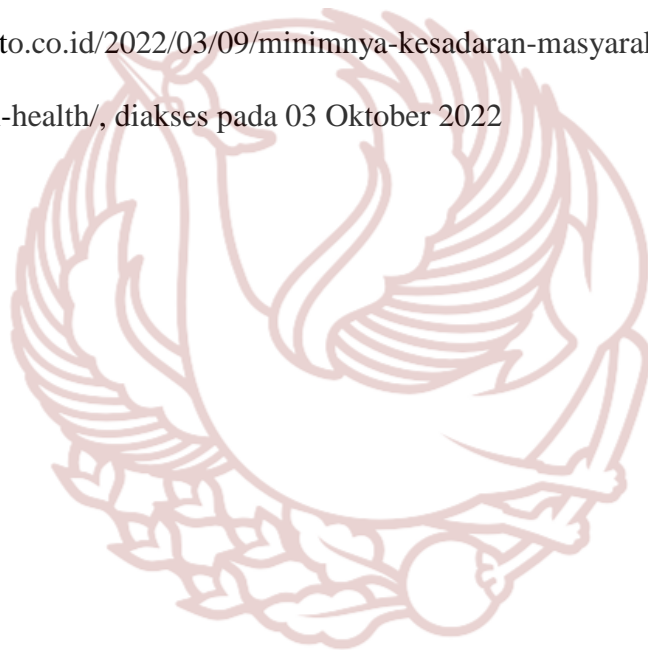 to.co.id/2022/03/09/minimnya-kesadaran-masyaral
-health/, diakses pada 03 Oktober 2022